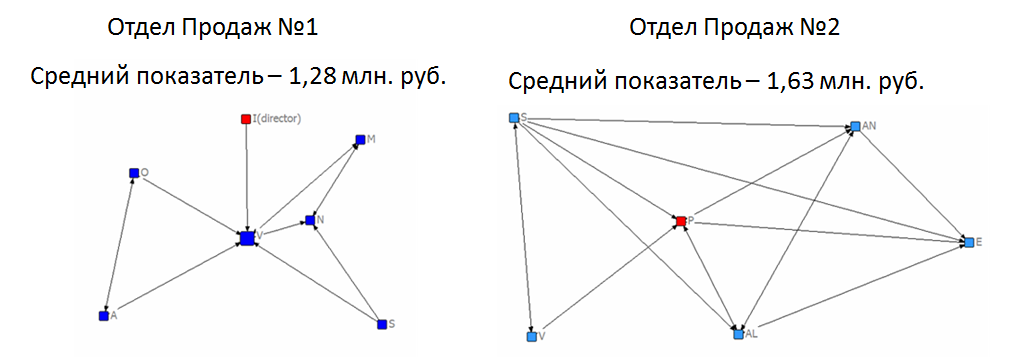 Отдел Продаж №1
Средний показатель – 1,28 млн. руб.
I(director)
M
O
N
V
A
S
Отдел Продаж №2
Средний показатель – 1,63 млн. руб.
S
AN
P
E
V
AL